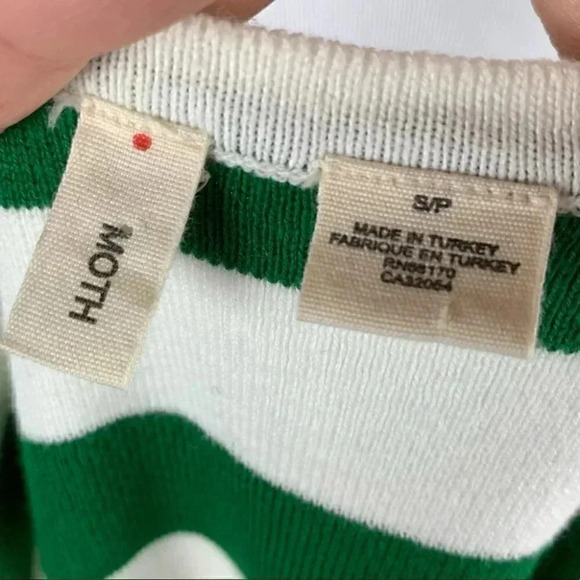 MOTH
S/P
MADE IN TURKEY
FABRIQUE EN TURKEY
RN66170
CA32054